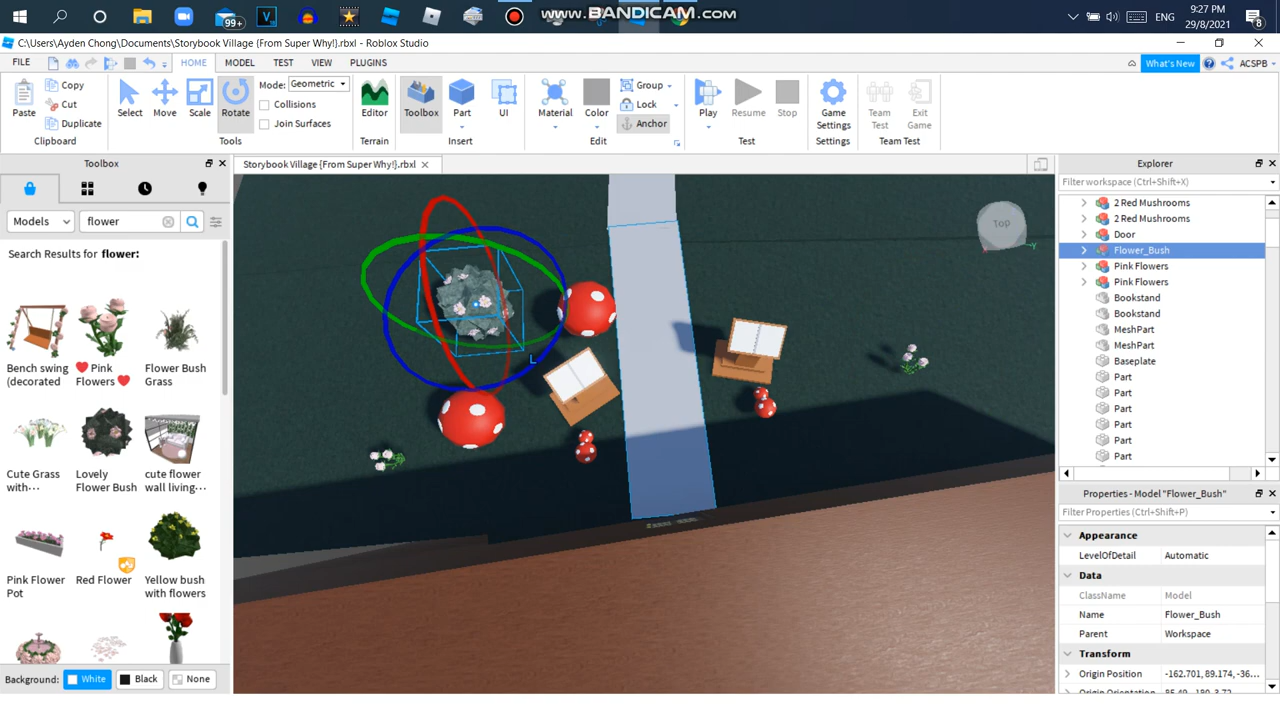 www.BANDICAM.com
99+
ENG
9:27 PM
29/8/2021
8
C:\Users\Ayden Chong\Documents\Storybook Village {From Super Why!}.rbxl - Roblox Studio
FILE
HOME
MODEL
TEST
VIEW
PLUGINS
What's New
ACSPB
Paste
Copy
Cut
Duplicate
Clipboard
Select
Move
Scale
Rotate
Mode: Geometric
Collisions
Join Surfaces
Tools
Editor
Terrain
Toolbox
Part
UI
Insert
Material
Color
Group
Lock
Anchor
Edit
Play
Resume
Stop
Test
Game Settings
Settings
Team Test
Exit Game
Team Test
Toolbox
Storybook Village {From Super Why!}.rbxl
Explorer
Models
flower
Search Results for flower:
Bench swing (decorated
Pink Flowers
Flower Bush Grass
Cute Grass with…
Lovely Flower Bush
cute flower wall living…
Pink Flower Pot
Red Flower
Yellow bush with flowers
Background:
White
Black
None
TOP
Y
L
Filter workspace (Ctrl+Shift+X)
2 Red Mushrooms
2 Red Mushrooms
Door
Flower_Bush
Pink Flowers
Pink Flowers
Bookstand
Bookstand
MeshPart
MeshPart
Baseplate
Part
Part
Part
Part
Part
Part
Properties - Model "Flower_Bush"
Filter Properties (Ctrl+Shift+P)
Appearance
LevelOfDetail Automatic
Data
ClassName Model
Name Flower_Bush
Parent Workspace
Transform
Origin Position -162.701, 89.174, -36...